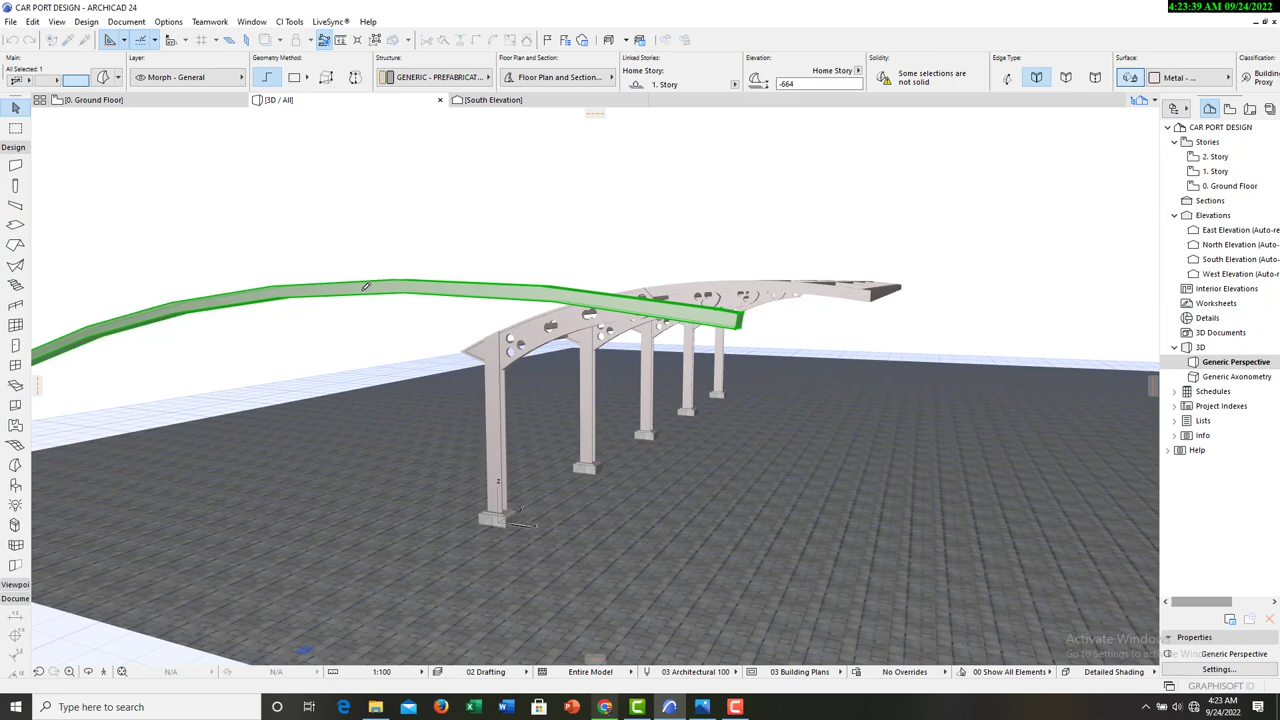 CAR PORT DESIGN - ARCHICAD 24
4:23:39 AM 09/24/2022
File Edit View Design Document Options Teamwork Window CI Tools LiveSync® Help
Main:
All Selected: 1
Layer:
Morph - General
Geometry Method:
Structure:
GENERIC - PREFABRICAT...
Floor Plan and Section:
Floor Plan and Section...
Linked Stories:
Home Story:
1. Story
Elevation:
Home Story
-664
Solidity:
Some selections are
not solid
Edge Type:
Surface:
Metal - ...
Classification:
Building
Proxy
[0. Ground Floor]
[3D / All]
[South Elevation]
Design
Viewpoi
Docume
z
CAR PORT DESIGN
Stories
2. Story
1. Story
0. Ground Floor
Sections
Elevations
East Elevation (Auto-re
North Elevation (Auto-
South Elevation (Auto-
West Elevation (Auto-r
Interior Elevations
Worksheets
Details
3D Documents
3D
Generic Perspective
Generic Axonometry
Schedules
Project Indexes
Lists
Info
Help
Properties
Generic Perspective
Settings...
GRAPHISOFT ID
Activate Window
Go to Settings to activate Win
N/A
N/A
1:100
02 Drafting
Entire Model
03 Architectural 100
03 Building Plans
No Overrides
00 Show All Elements
Detailed Shading
Type here to search
4:23 AM
9/24/2022